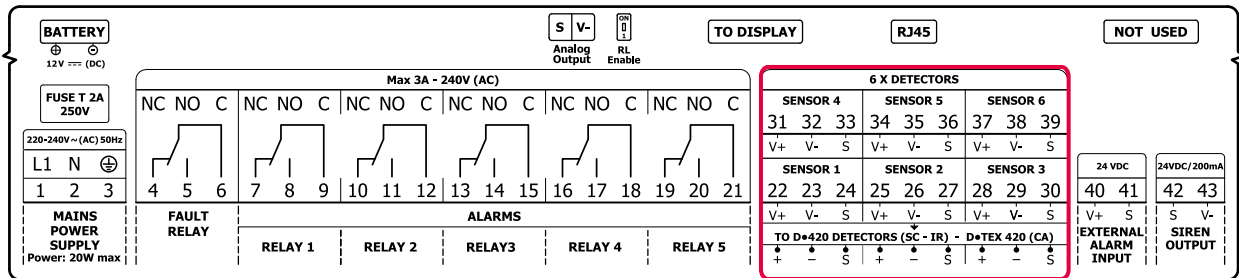 BATTERY
⊕ ⊖
12V ⎓ (DC)
S V-
Analog
Output
ON
1
RL
Enable
TO DISPLAY
RJ45
NOT USED
FUSE T 2A
250V
220-240V~(AC) 50Hz
L1 N ⏚
1 2 3
MAINS
POWER
SUPPLY
Power: 20W max
Max 3A - 240V (AC)
NC NO C NC NO C NC NO C NC NO C NC NO C NC NO C
4 5 6 7 8 9 10 11 12 13 14 15 16 17 18 19 20 21
FAULT
RELAY
ALARMS
RELAY 1 RELAY 2 RELAY3 RELAY 4 RELAY 5
6 X DETECTORS
SENSOR 4 SENSOR 5 SENSOR 6
31 32 33 34 35 36 37 38 39
V+ V- S V+ V- S V+ V- S
SENSOR 1 SENSOR 2 SENSOR 3
22 23 24 25 26 27 28 29 30
V+ V- S V+ V- S V+ V- S
TO D●420 DETECTORS (SC - IR) - D●TEX 420 (CA)
+ - S + - S + - S
24 VDC
40 41
V+ S
EXTERNAL
ALARM
INPUT
24VDC/200mA
42 43
S V-
SIREN
OUTPUT